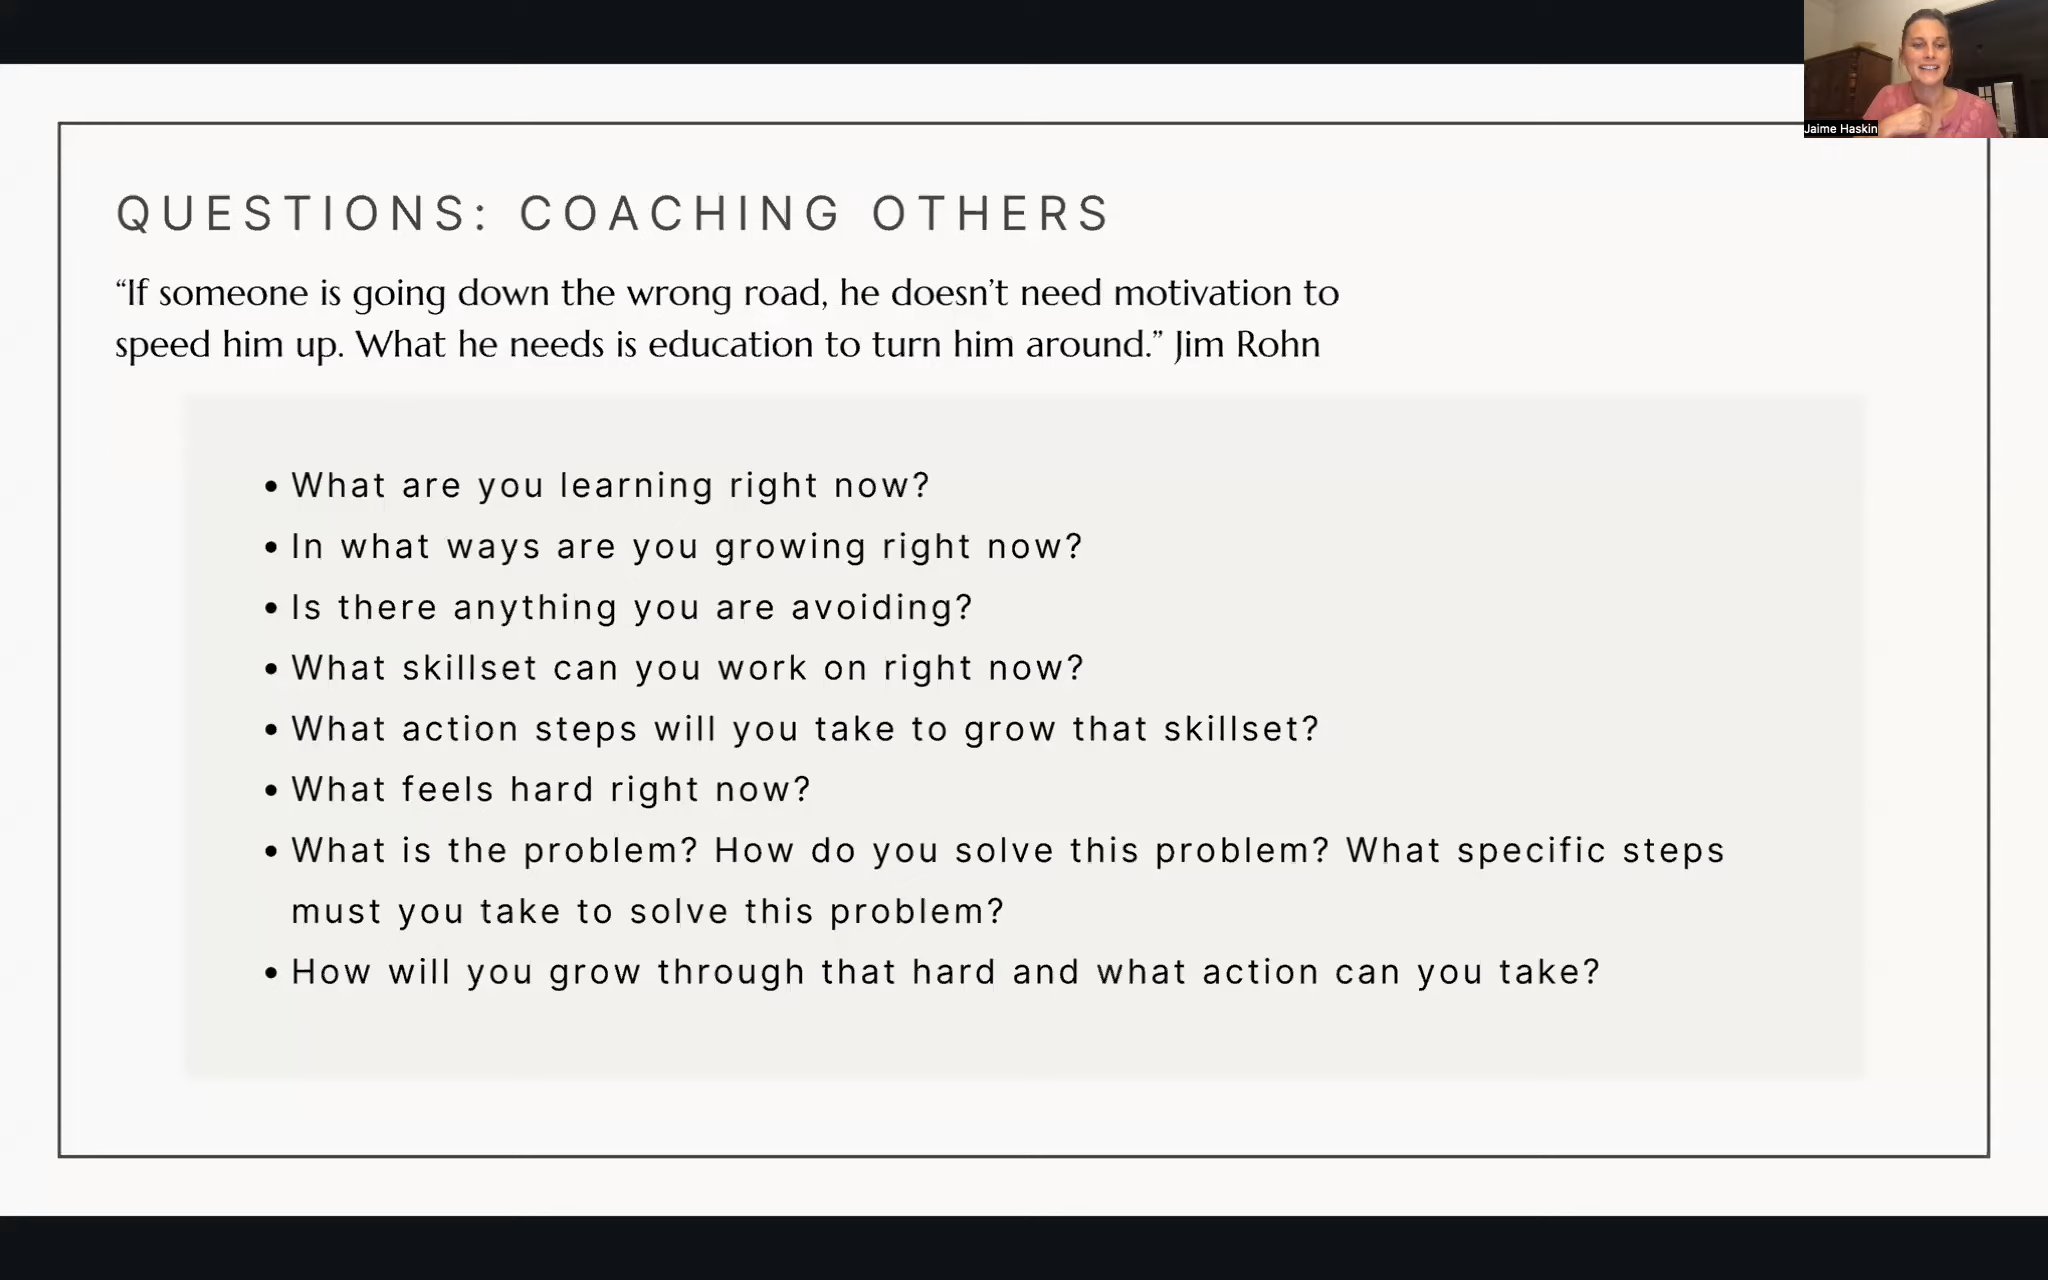 Jaime Haskin
QUESTIONS: COACHING OTHERS
“If someone is going down the wrong road, he doesn’t need motivation to
speed him up. What he needs is education to turn him around.” Jim Rohn
• What are you learning right now?
• In what ways are you growing right now?
• Is there anything you are avoiding?
• What skillset can you work on right now?
• What action steps will you take to grow that skillset?
• What feels hard right now?
• What is the problem? How do you solve this problem? What specific steps
must you take to solve this problem?
• How will you grow through that hard and what action can you take?